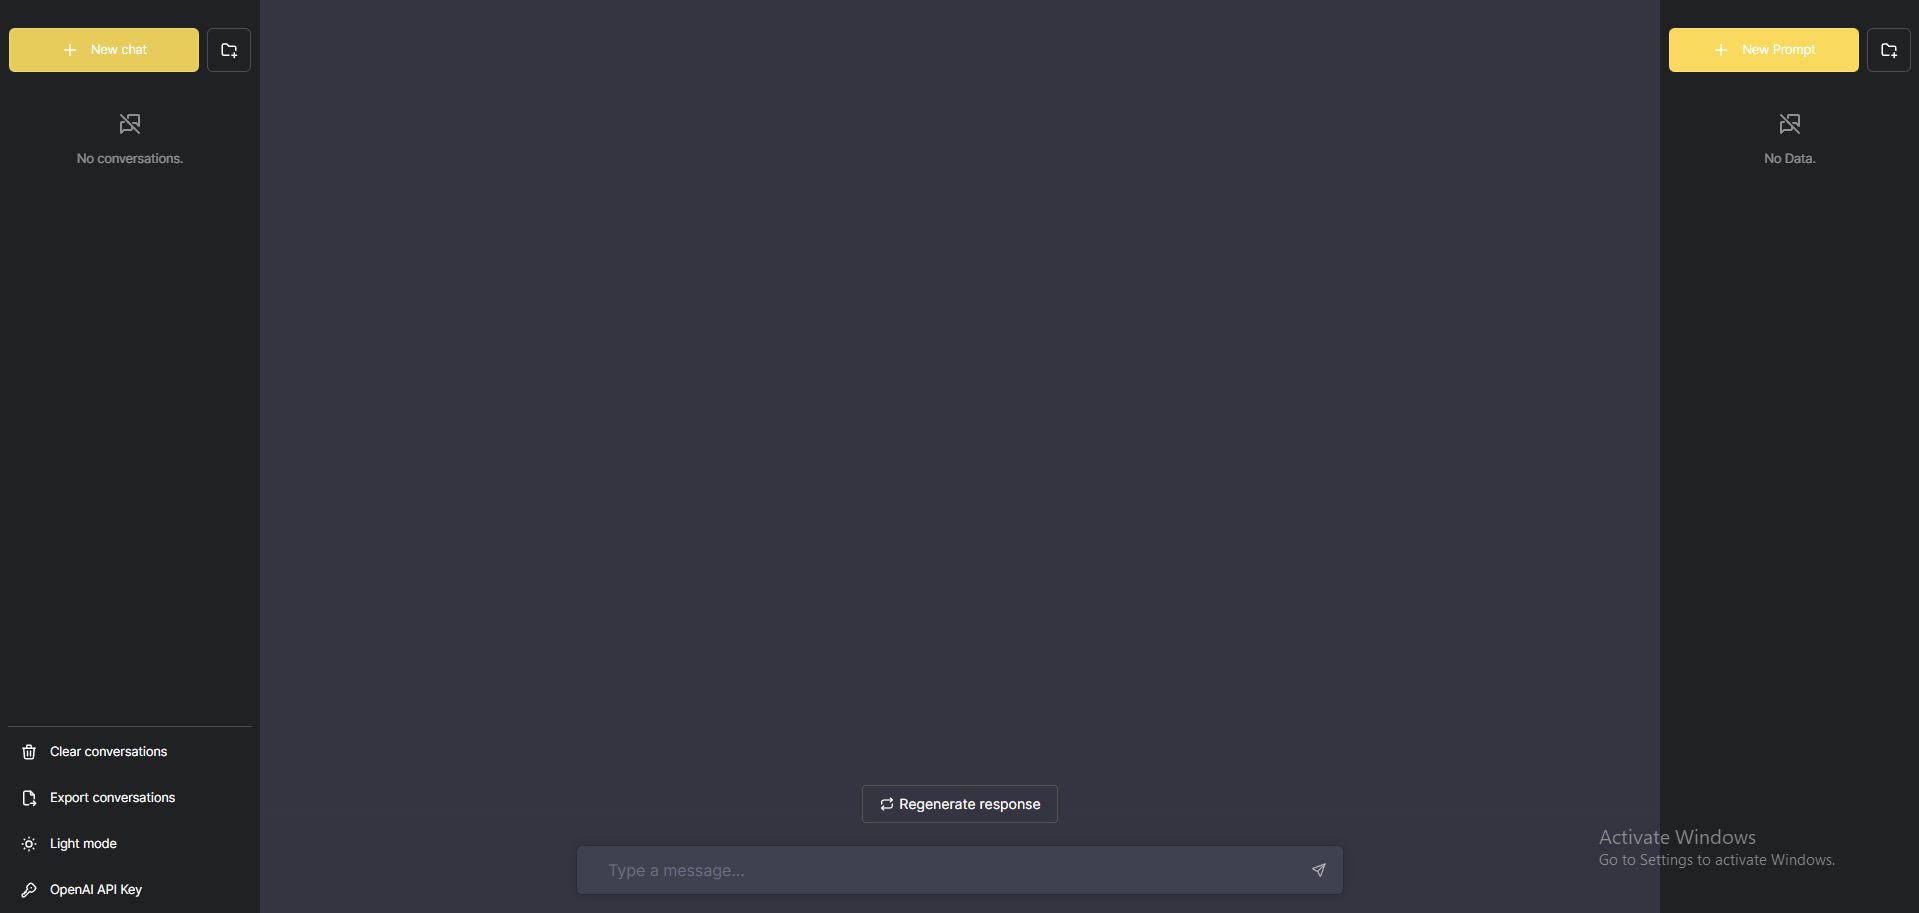 New chat
No conversations.
Clear conversations
Export conversations
Light mode
OpenAI API Key
Regenerate response
Type a message...
New Prompt
No Data.
Activate Windows
Go to Settings to activate Windows.